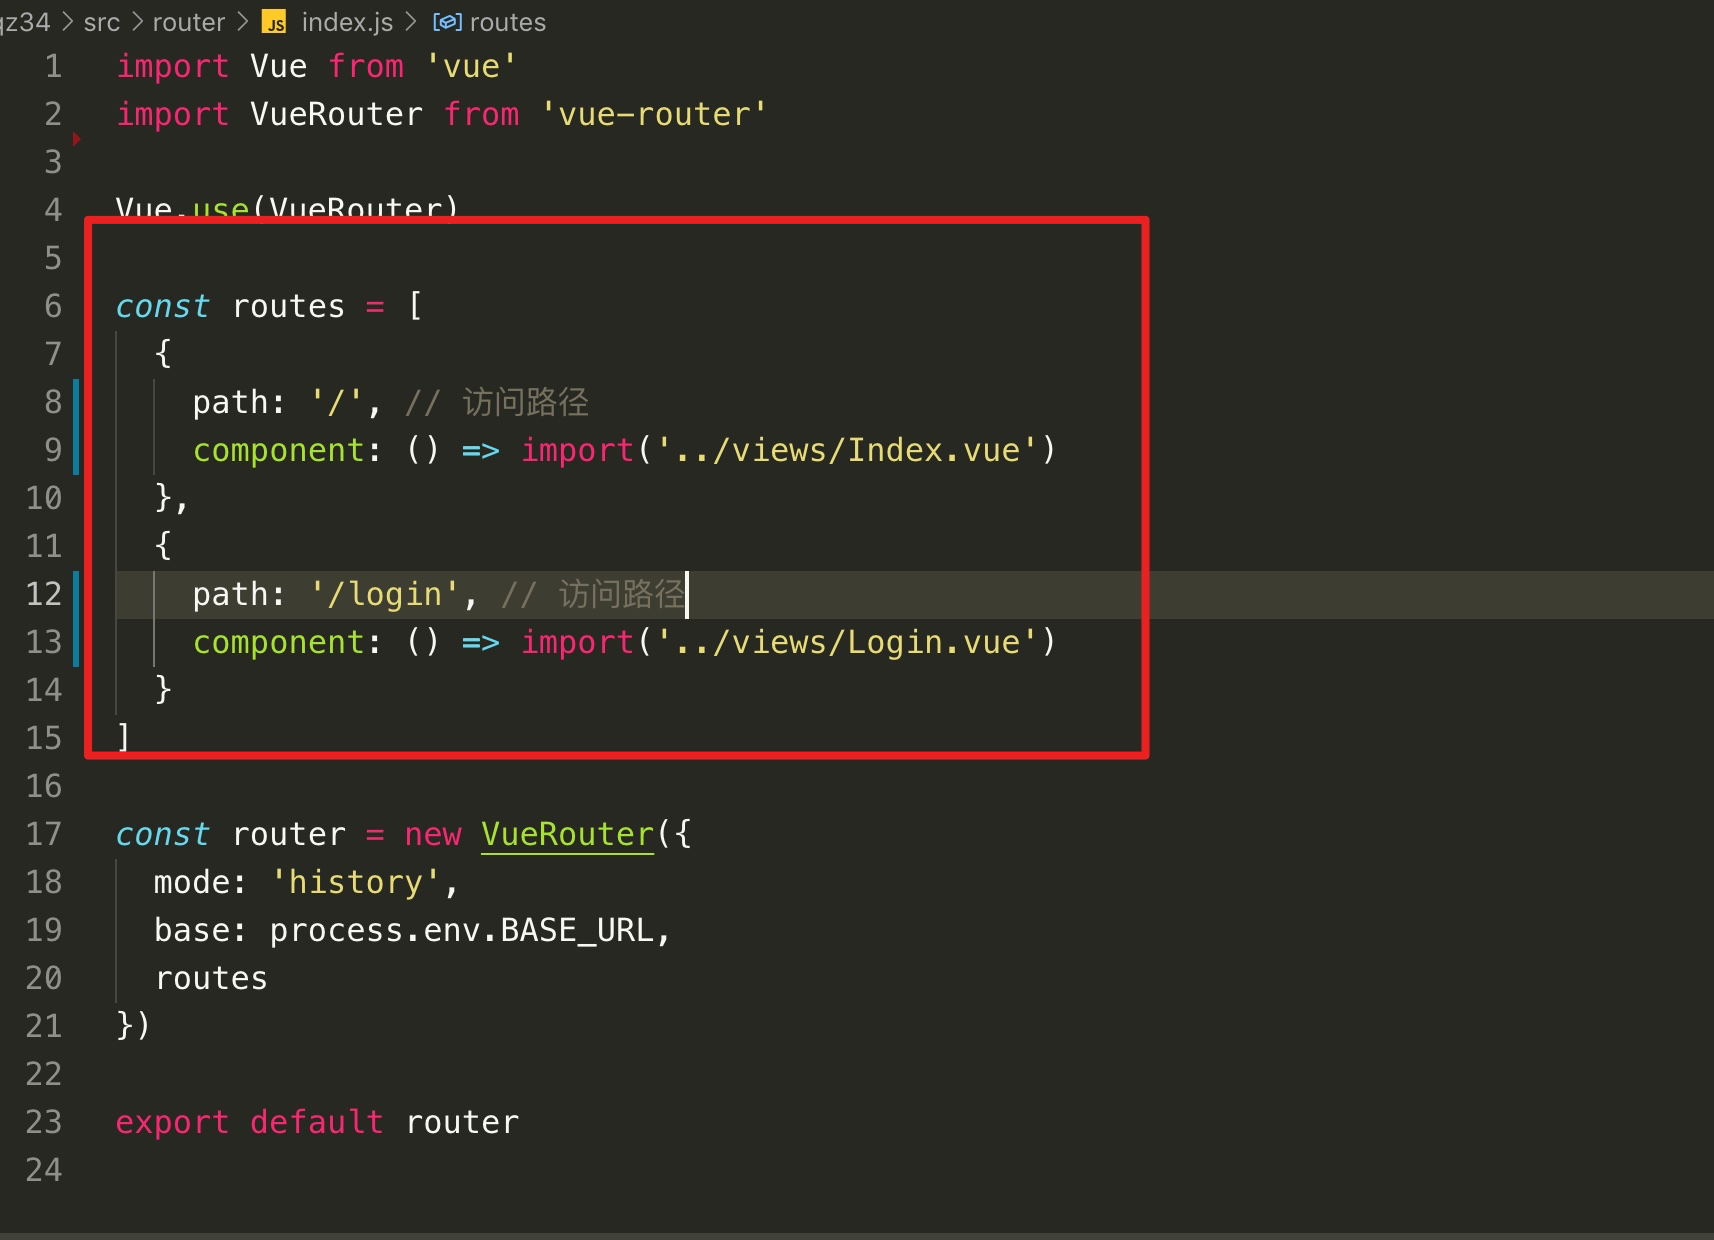 qz34 > src > router > JS index.js > routes
1 import Vue from 'vue'
2 import VueRouter from 'vue-router'
3
4 Vue.use(VueRouter)
5
6 const routes = [
7   {
8     path: '/', // 访问路径
9     component: () => import('../views/Index.vue')
10   },
11   {
12     path: '/login', // 访问路径
13     component: () => import('../views/Login.vue')
14   }
15 ]
16
17 const router = new VueRouter({
18   mode: 'history',
19   base: process.env.BASE_URL,
20   routes
21 })
22
23 export default router
24